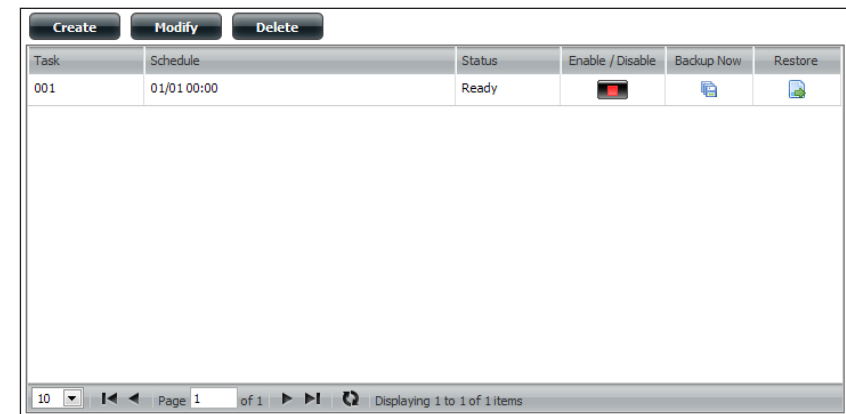 Create Modify Delete
Task Schedule Status Enable / Disable Backup Now Restore
001 01/01 00:00 Ready
10 Page 1 of 1 Displaying 1 to 1 of 1 items